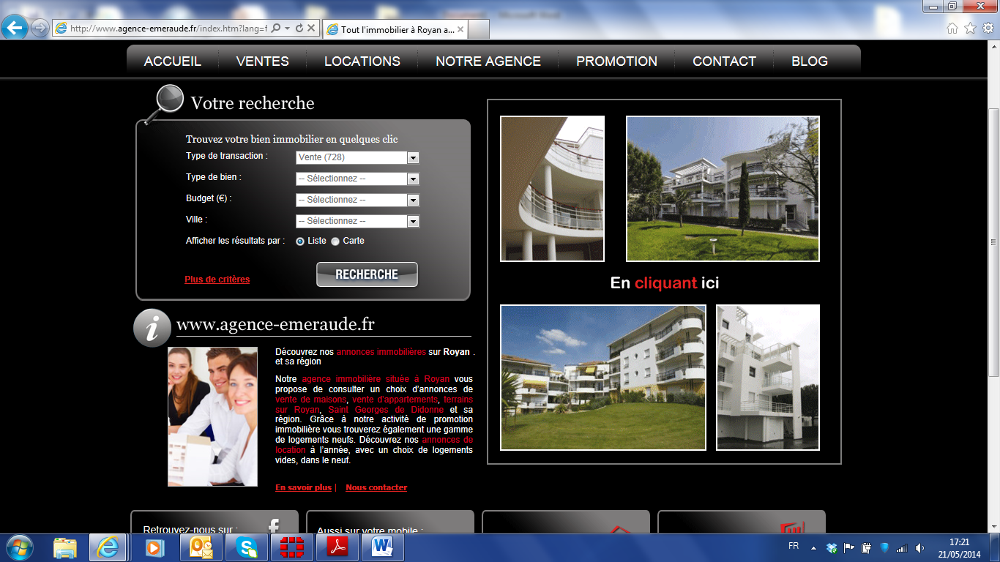 http://www.agence-emeraude.fr/index.htm?lang=f
Tout l'immobilier à Royan a...
ACCUEIL
VENTES
LOCATIONS
NOTRE AGENCE
PROMOTION
CONTACT
BLOG
Votre recherche
Trouvez votre bien immobilier en quelques clic
Type de transaction :
Vente (728)
Type de bien :
-- Sélectionnez --
Budget (€) :
-- Sélectionnez --
Ville :
-- Sélectionnez --
Afficher les résultats par :
Liste
Carte
Plus de critères
RECHERCHE
En cliquant ici
www.agence-emeraude.fr
Découvrez nos annonces immobilières sur Royan .
et sa région
Notre agence immobilière située à Royan vous
propose de consulter un choix d'annonces de
vente de maisons, vente d'appartements, terrains
sur Royan, Saint Georges de Didonne et sa
région. Grâce à notre activité de promotion
immobilière vous trouverez également une gamme
de logements neufs. Découvrez nos annonces de
location à l'année, avec un choix de logements
vides, dans le neuf.
En savoir plus | Nous contacter
Retrouvez-nous sur :
Aussi sur votre mobile :
FR
17:21
21/05/2014